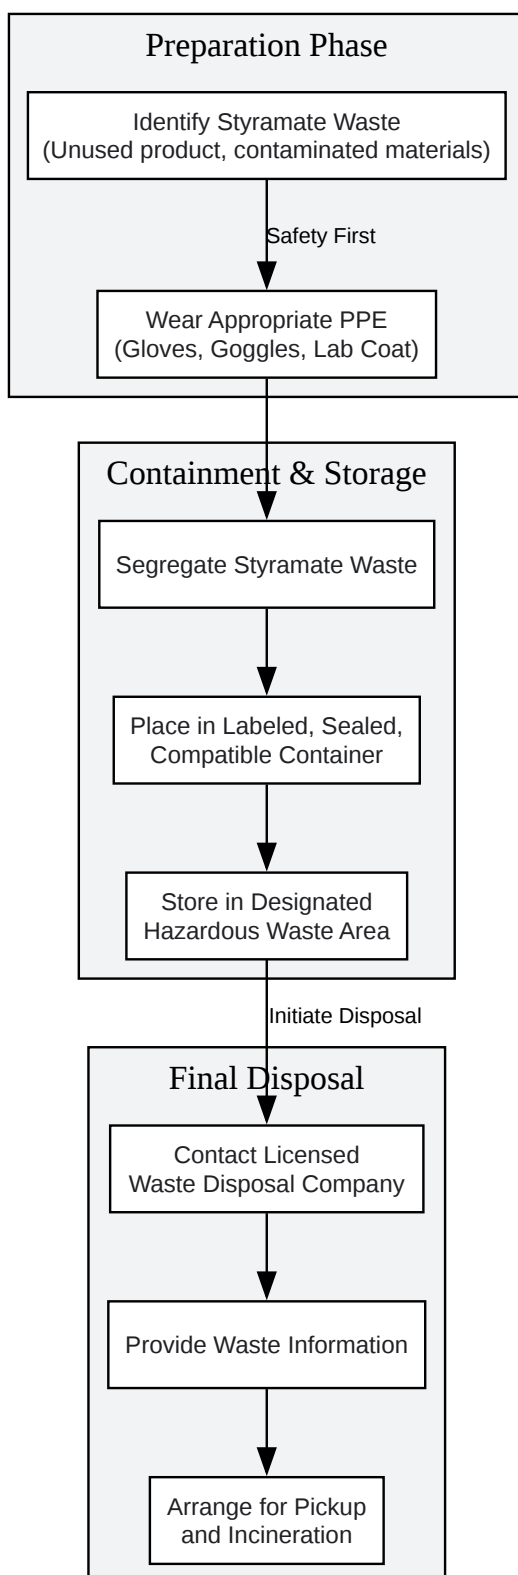 Preparation Phase
Identify Styramate Waste
(Unused product, contaminated materials)
Safety First
Wear Appropriate PPE
(Gloves, Goggles, Lab Coat)
Containment & Storage
Segregate Styramate Waste
Place in Labeled, Sealed,
Compatible Container
Store in Designated
Hazardous Waste Area
Initiate Disposal
Final Disposal
Contact Licensed
Waste Disposal Company
Provide Waste Information
Arrange for Pickup
and Incineration